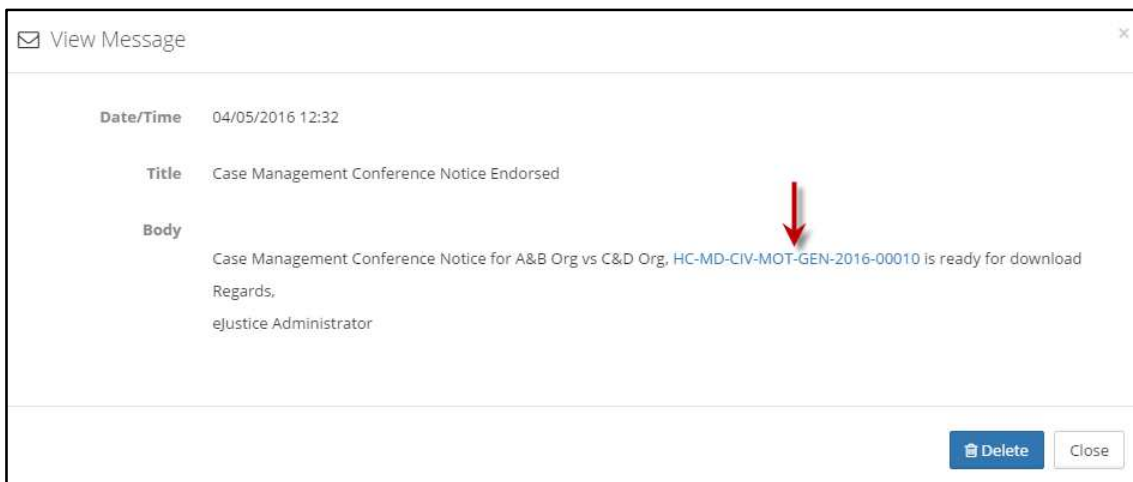 View Message
×
Date/Time 04/05/2016 12:32
Title Case Management Conference Notice Endorsed
Body
Case Management Conference Notice for A&B Org vs C&D Org, HC-MD-CIV-MOT-GEN-2016-00010 is ready for download
Regards,
eJustice Administrator
Delete Close